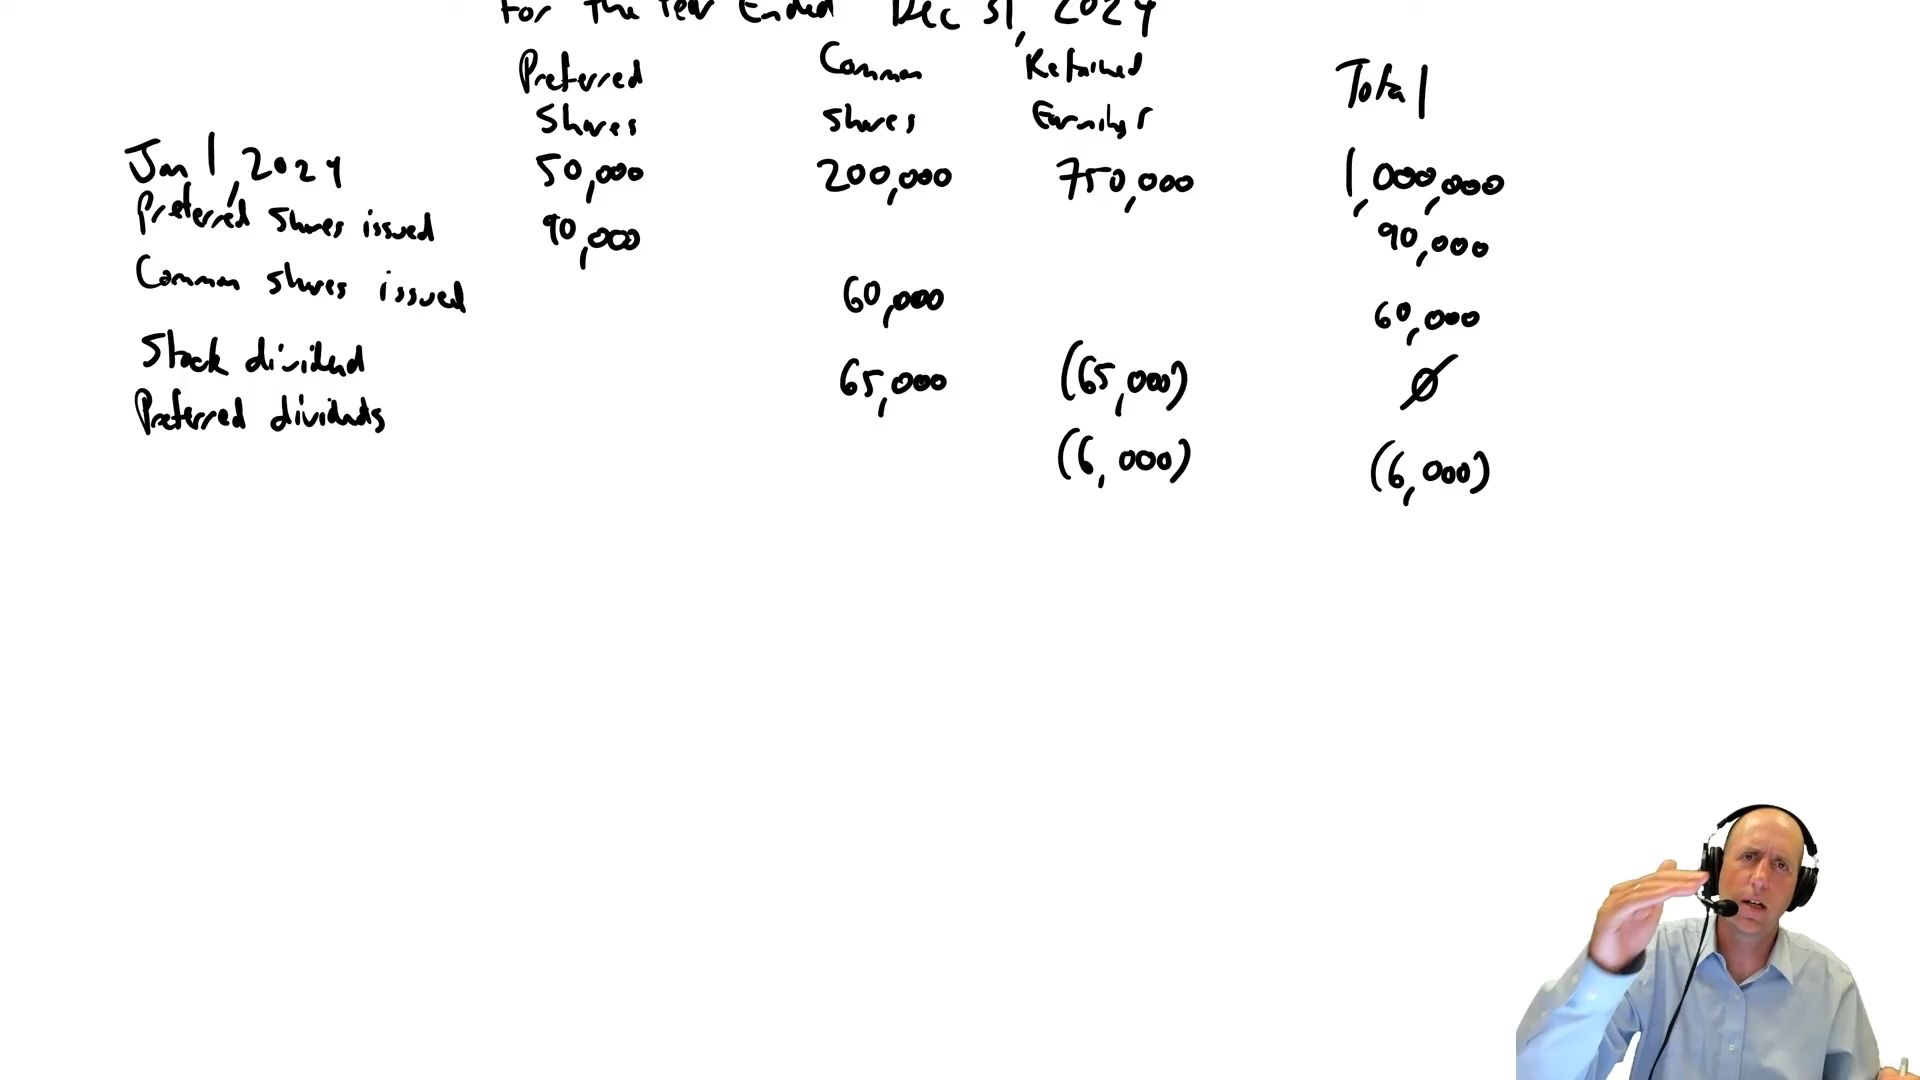 For the Year Ended Dec 31, 2024
Preferred Shares Common Shares Retained Earnings Total
Jan 1, 2024 50,000 200,000 750,000 1,000,000
Preferred shares issued 90,000 90,000
Common shares issued 60,000 60,000
Stock dividend 65,000 (65,000) Ø
Preferred dividends (6,000) (6,000)